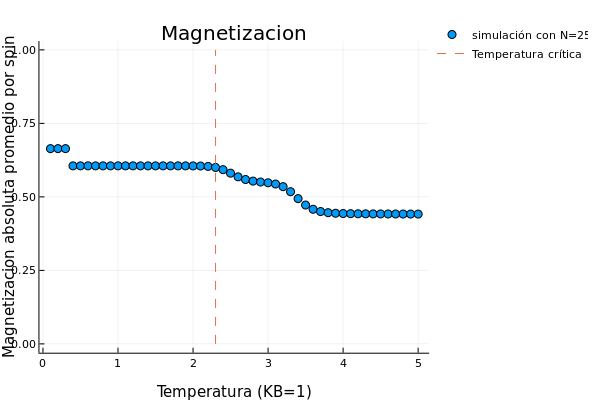 Magnetizacion
simulación con N=25
Temperatura crítica
Magnetizacion absoluta promedio por spin
1.00
0.75
0.50
0.25
0.00
0 1 2 3 4 5
Temperatura (KB=1)